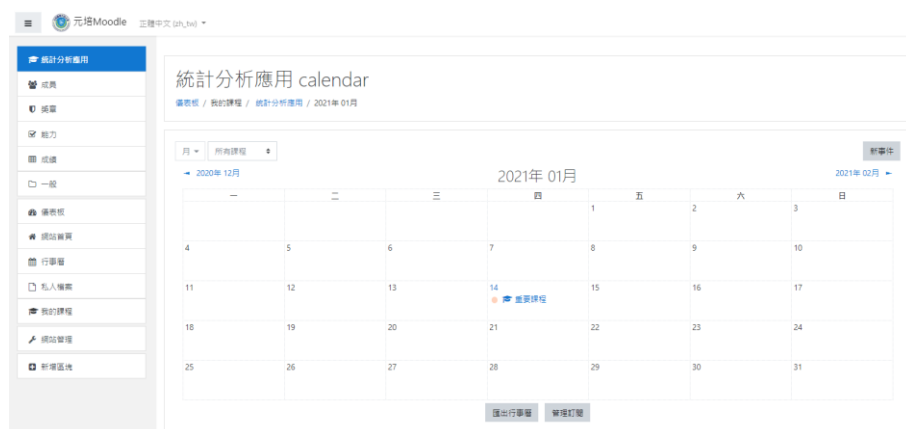 元培Moodle 正體中文 (zh_tw)
統計分析應用
成員
獎章
能力
成績
一般
儀表板
網站首頁
行事曆
私人檔案
我的課程
網站管理
新增區塊
統計分析應用 calendar
儀表板 / 我的課程 / 統計分析應用 / 2021年 01月
月 所有課程 新事件
2020年 12月 2021年 01月 2021年 02月
一 二 三 四 五 六 日
1 2 3
4 5 6 7 8 9 10
11 12 13 14 15 16 17
重要課程
18 19 20 21 22 23 24
25 26 27 28 29 30 31
匯出行事曆 管理訂閱